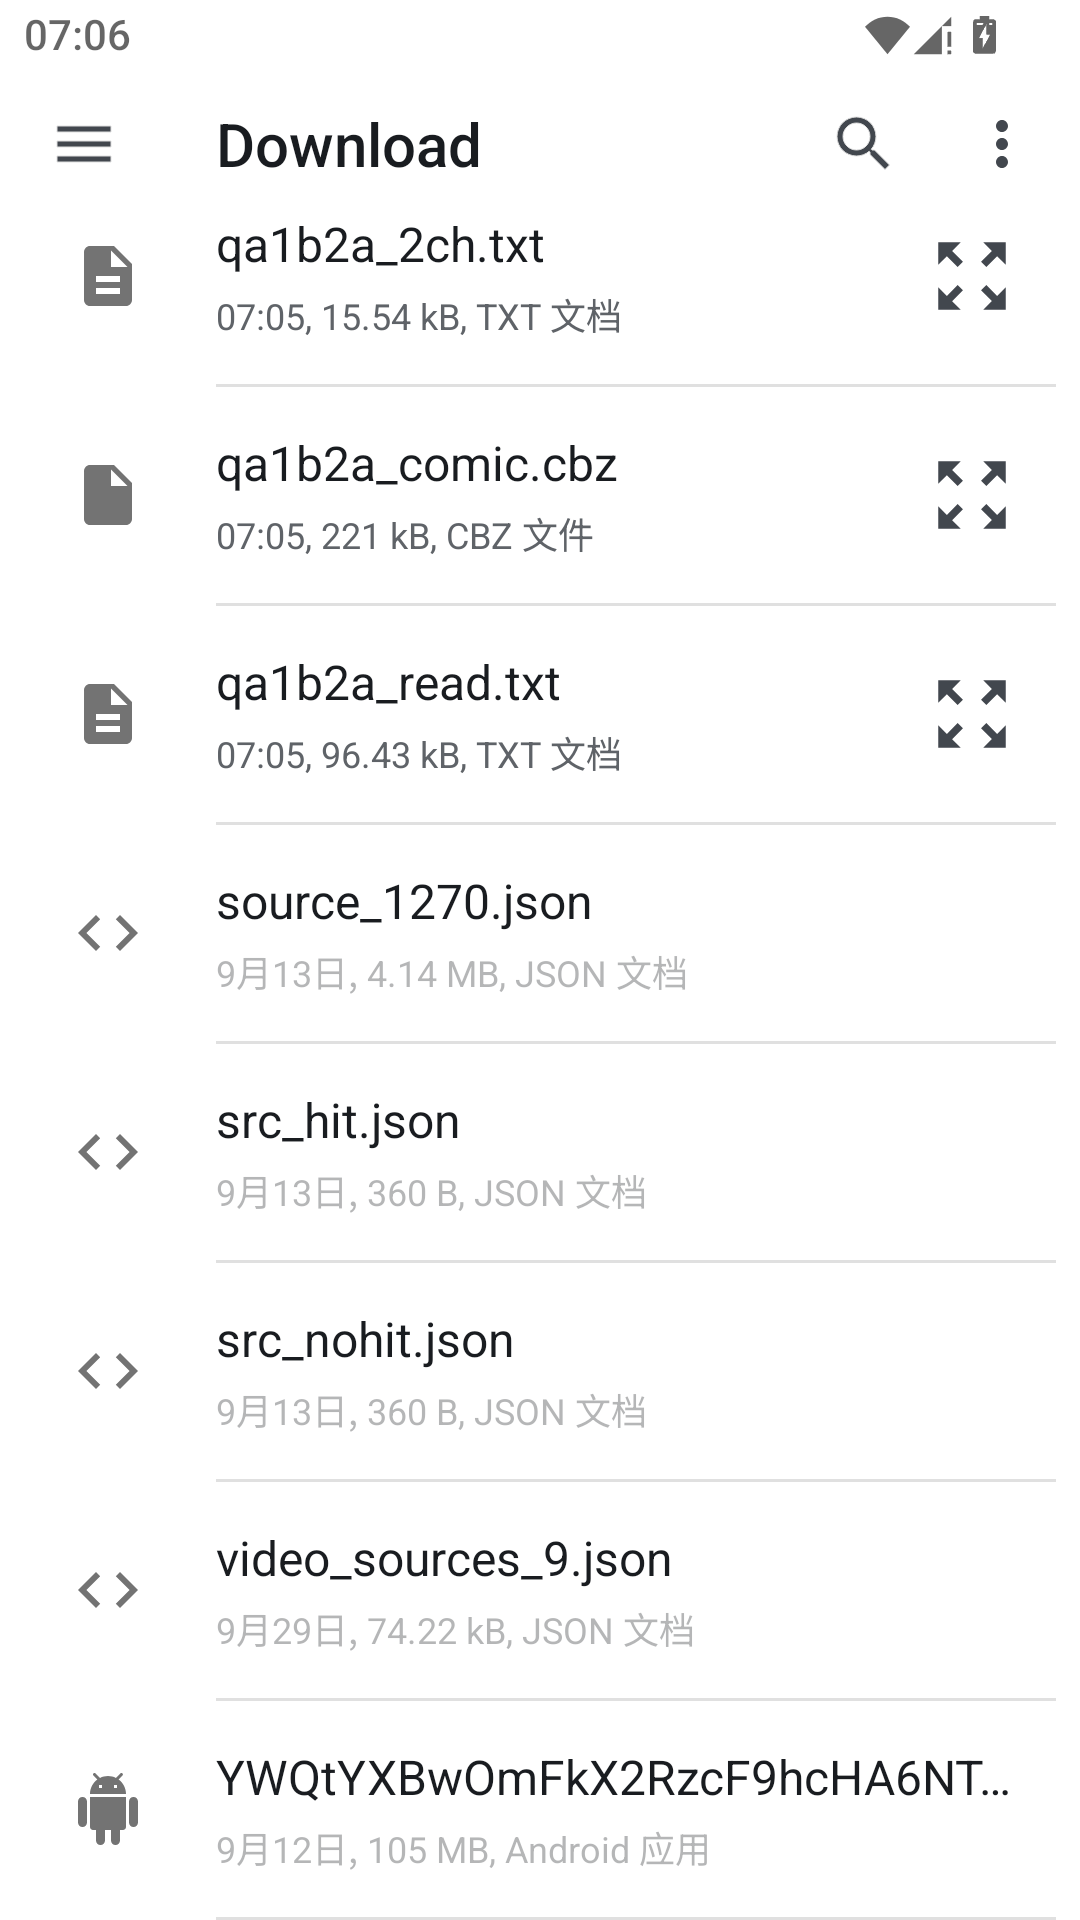 07:06
Download
qa1b2a_2ch.txt
07:05, 15.54 kB, TXT 文档
qa1b2a_comic.cbz
07:05, 221 kB, CBZ 文件
qa1b2a_read.txt
07:05, 96.43 kB, TXT 文档
source_1270.json
9月13日, 4.14 MB, JSON 文档
src_hit.json
9月13日, 360 B, JSON 文档
src_nohit.json
9月13日, 360 B, JSON 文档
video_sources_9.json
9月29日, 74.22 kB, JSON 文档
YWQtYXBwOmFkX2RzcF9hcHA6NT...
9月12日, 105 MB, Android 应用